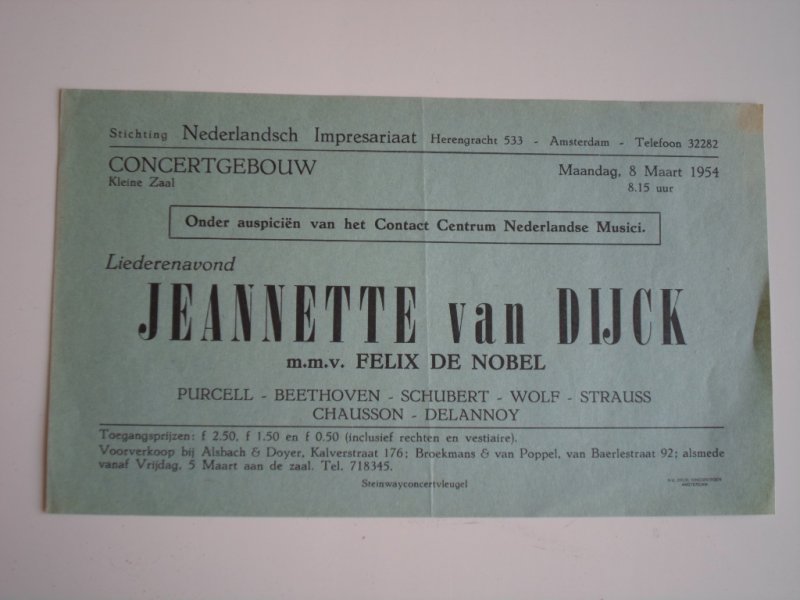 Stichting Nederlandsch Impresariaat Herengracht 533 - Amsterdam - Telefoon 32282
CONCERTGEBOUW
Kleine Zaal
Maandag, 8 Maart 1954
8.15 uur
Onder auspiciën van het Contact Centrum Nederlandse Musici.
Liederenavond
JEANNETTE van DIJCK
m.m.v. FELIX DE NOBEL
PURCELL - BEETHOVEN - SCHUBERT - WOLF - STRAUSS
CHAUSSON - DELANNOY
Toegangsprijzen: f 2.50, f 1.50 en f 0.50 (inclusief rechten en vestiaire).
Voorverkoop bij Alsbach & Doyer, Kalverstraat 176; Broekmans & van Poppel, van Baerlestraat 92; alsmede
vanaf Vrijdag, 5 Maart aan de zaal. Tel. 718345.
Steinwayconcertvleugel
AMSTERDAM